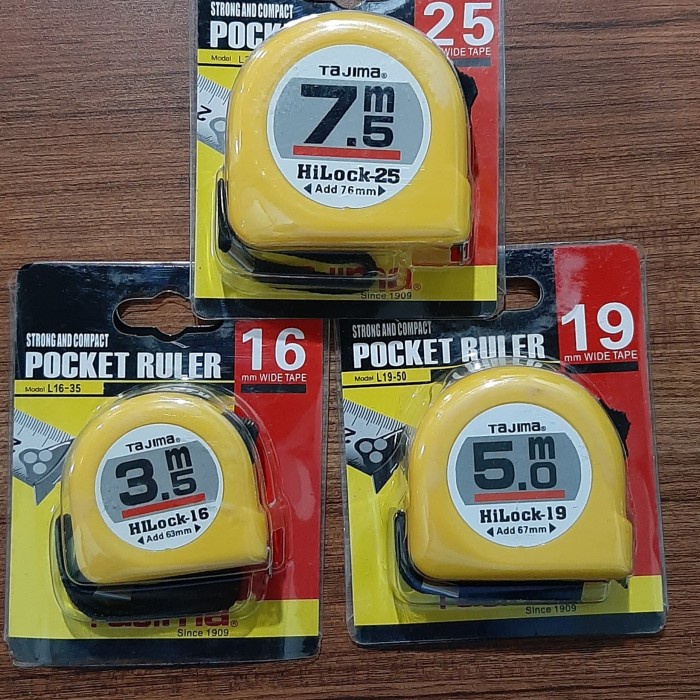 STRONG AND COMPACT
25
WIDE TAPE
Model
TAJIMA®
7.5 m
HiLock-25
◀ Add 76mm ▶
Since 1909
STRONG AND COMPACT
POCKET RULER
Model L16-35
16
mm WIDE TAPE
TAJIMA®
3.5 m
HILock-16
◀ Add 63mm ▶
Tajima®
Since 1909
STRONG AND COMPACT
POCKET RULER
Model L19-50
19
mm WIDE TAPE
TAJIMA®
5.0 m
HiLock-19
◀ Add 67mm ▶
Since 1909